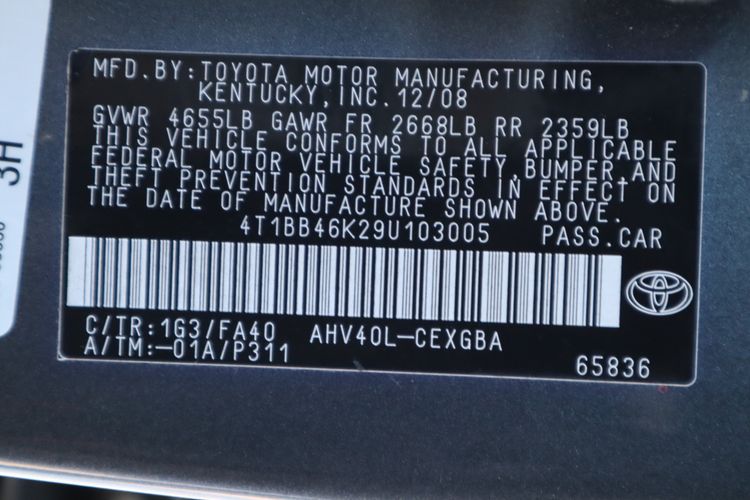 MFD.BY:TOYOTA MOTOR MANUFACTURING,
KENTUCKY,INC.12/08
GVWR 4655LB GAWR FR 2668LB RR 2359LB
THIS VEHICLE CONFORMS TO ALL APPLICABLE
FEDERAL MOTOR VEHICLE SAFETY,BUMPER,AND
THEFT PREVENTION STANDARDS IN EFFECT ON
THE DATE OF MANUFACTURE SHOWN ABOVE.
4T1BB46K29U103005 PASS.CAR
C/TR:1G3/FA40 AHV40L-CEXGBA
A/TM:-01A/P311
65836
3H